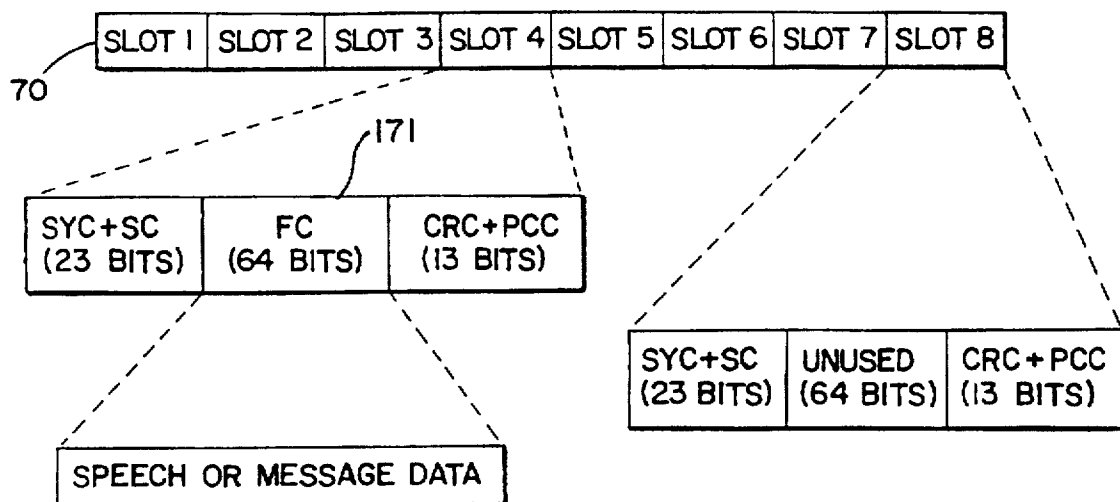 SLOT 1 SLOT 2 SLOT 3 SLOT 4 SLOT 5 SLOT 6 SLOT 7 SLOT 8
70
171
SYC+SC
(23 BITS)
FC
(64 BITS)
CRC+PCC
(13 BITS)
SYC+SC
(23 BITS)
UNUSED
(64 BITS)
CRC+PCC
(13 BITS)
SPEECH OR MESSAGE DATA